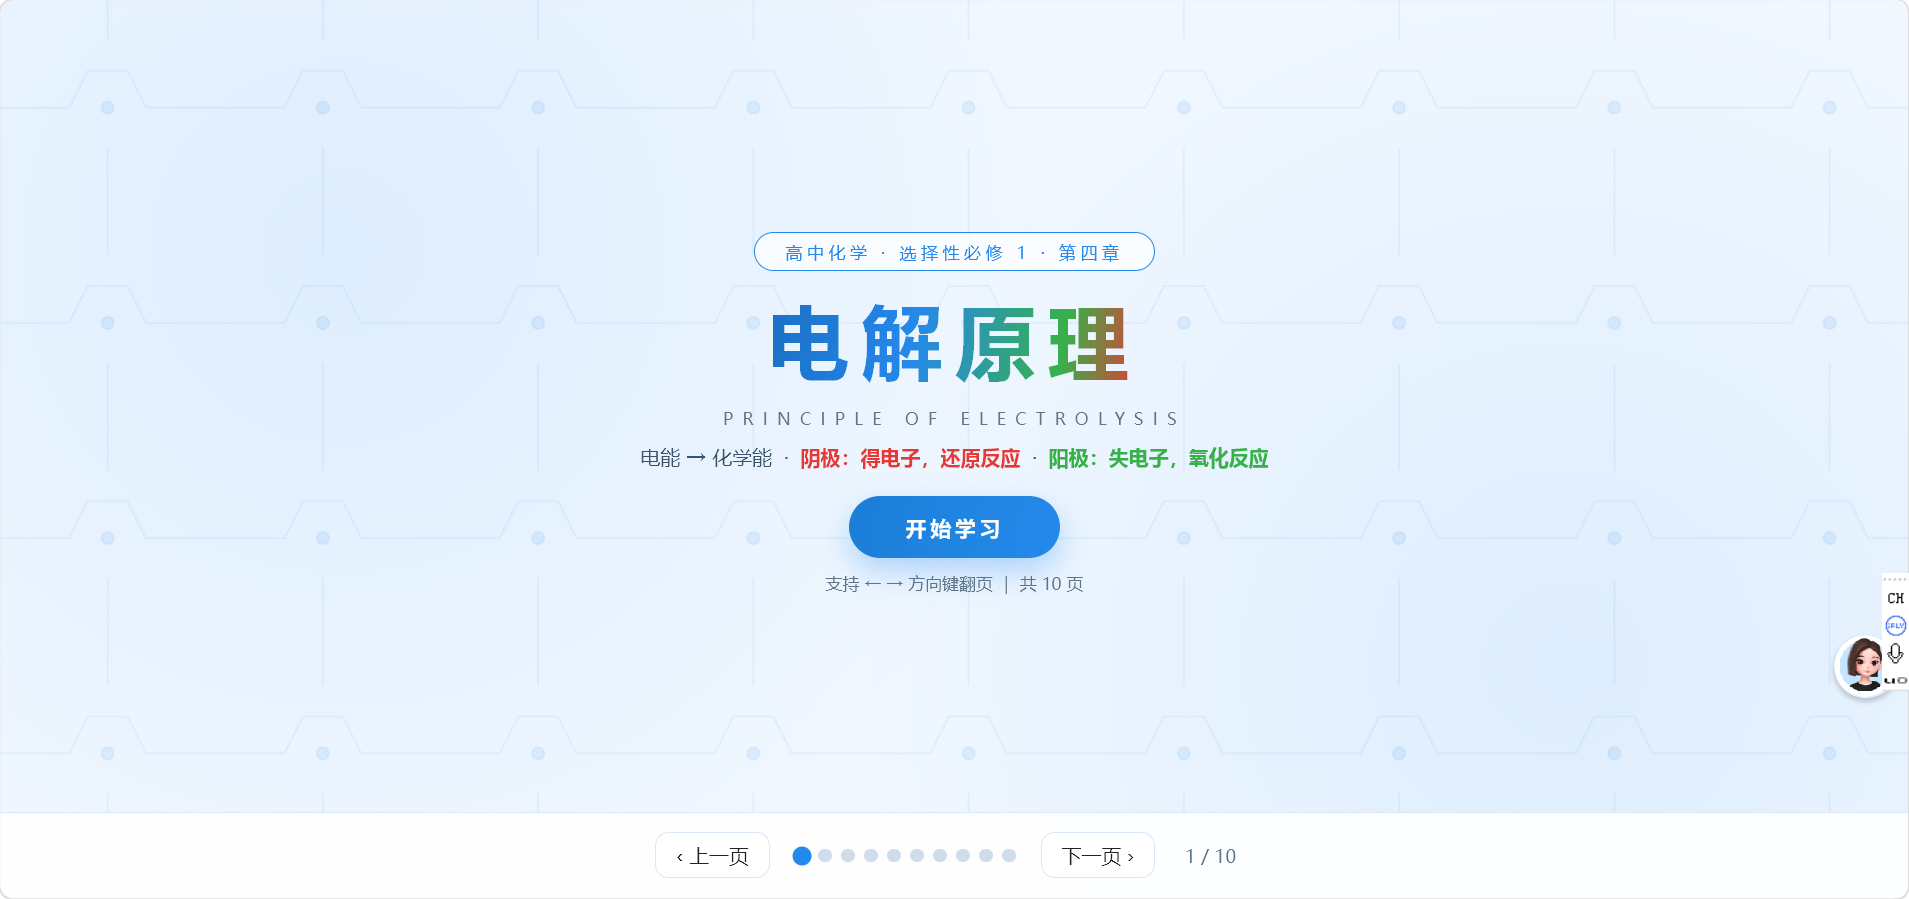 高中化学 · 选择性必修 1 · 第四章
电解原理
PRINCIPLE OF ELECTROLYSIS
电能 → 化学能 · 阴极：得电子，还原反应 · 阳极：失电子，氧化反应
开始学习
支持 ← → 方向键翻页 | 共 10 页
CH
iFLY
‹ 上一页
下一页 ›
1 / 10